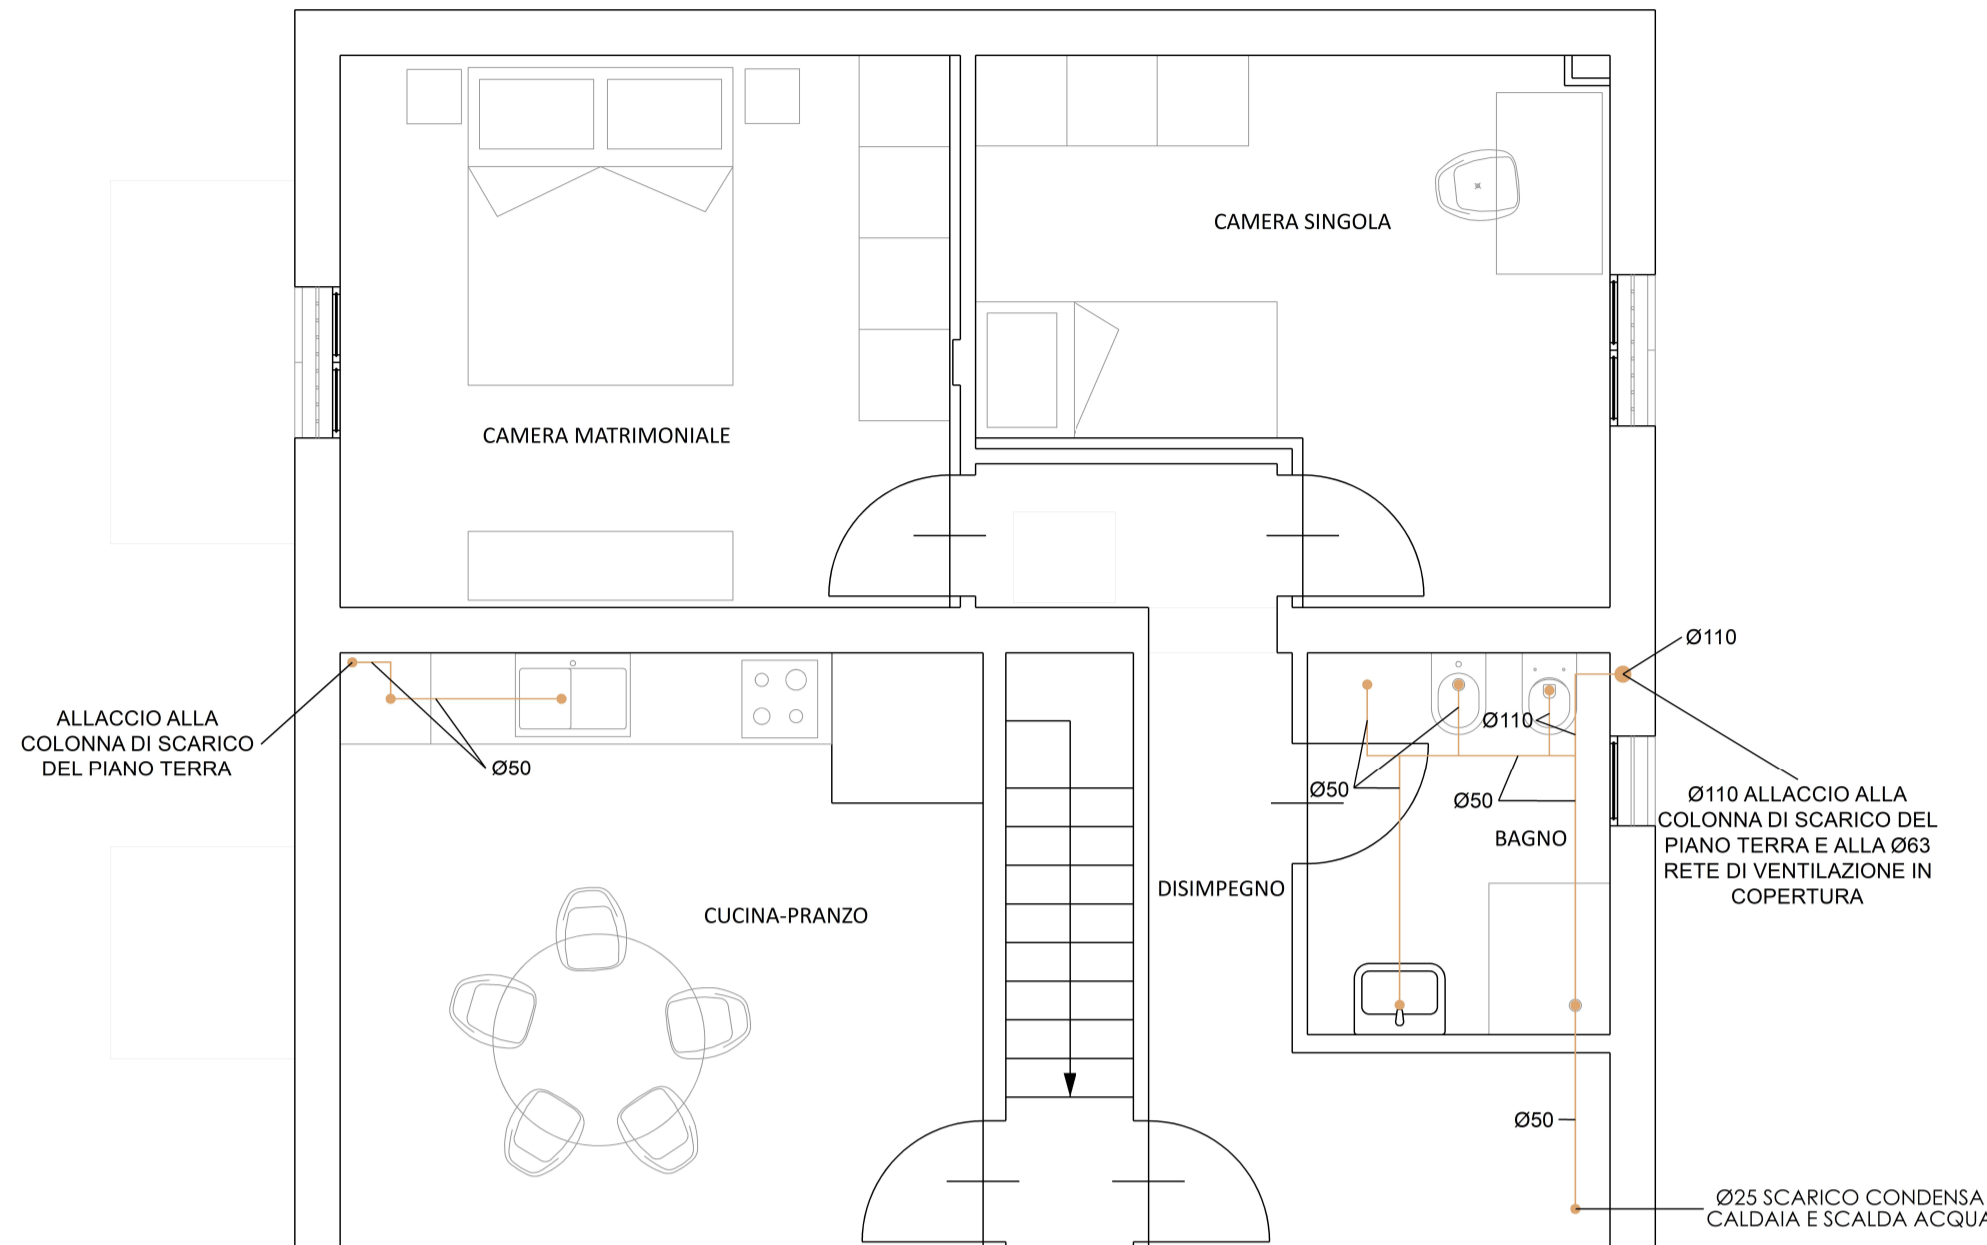 CAMERA SINGOLA
CAMERA MATRIMONIALE
Ø110
ALLACCIO ALLA
COLONNA DI SCARICO
DEL PIANO TERRA
Ø50
Ø110
Ø50
Ø50
Ø110 ALLACCIO ALLA
COLONNA DI SCARICO DEL
PIANO TERRA E ALLA Ø63
RETE DI VENTILAZIONE IN
COPERTURA
BAGNO
DISIMPEGNO
CUCINA-PRANZO
Ø50
Ø25 SCARICO CONDENSA
CALDAIA E SCALDA ACQUA